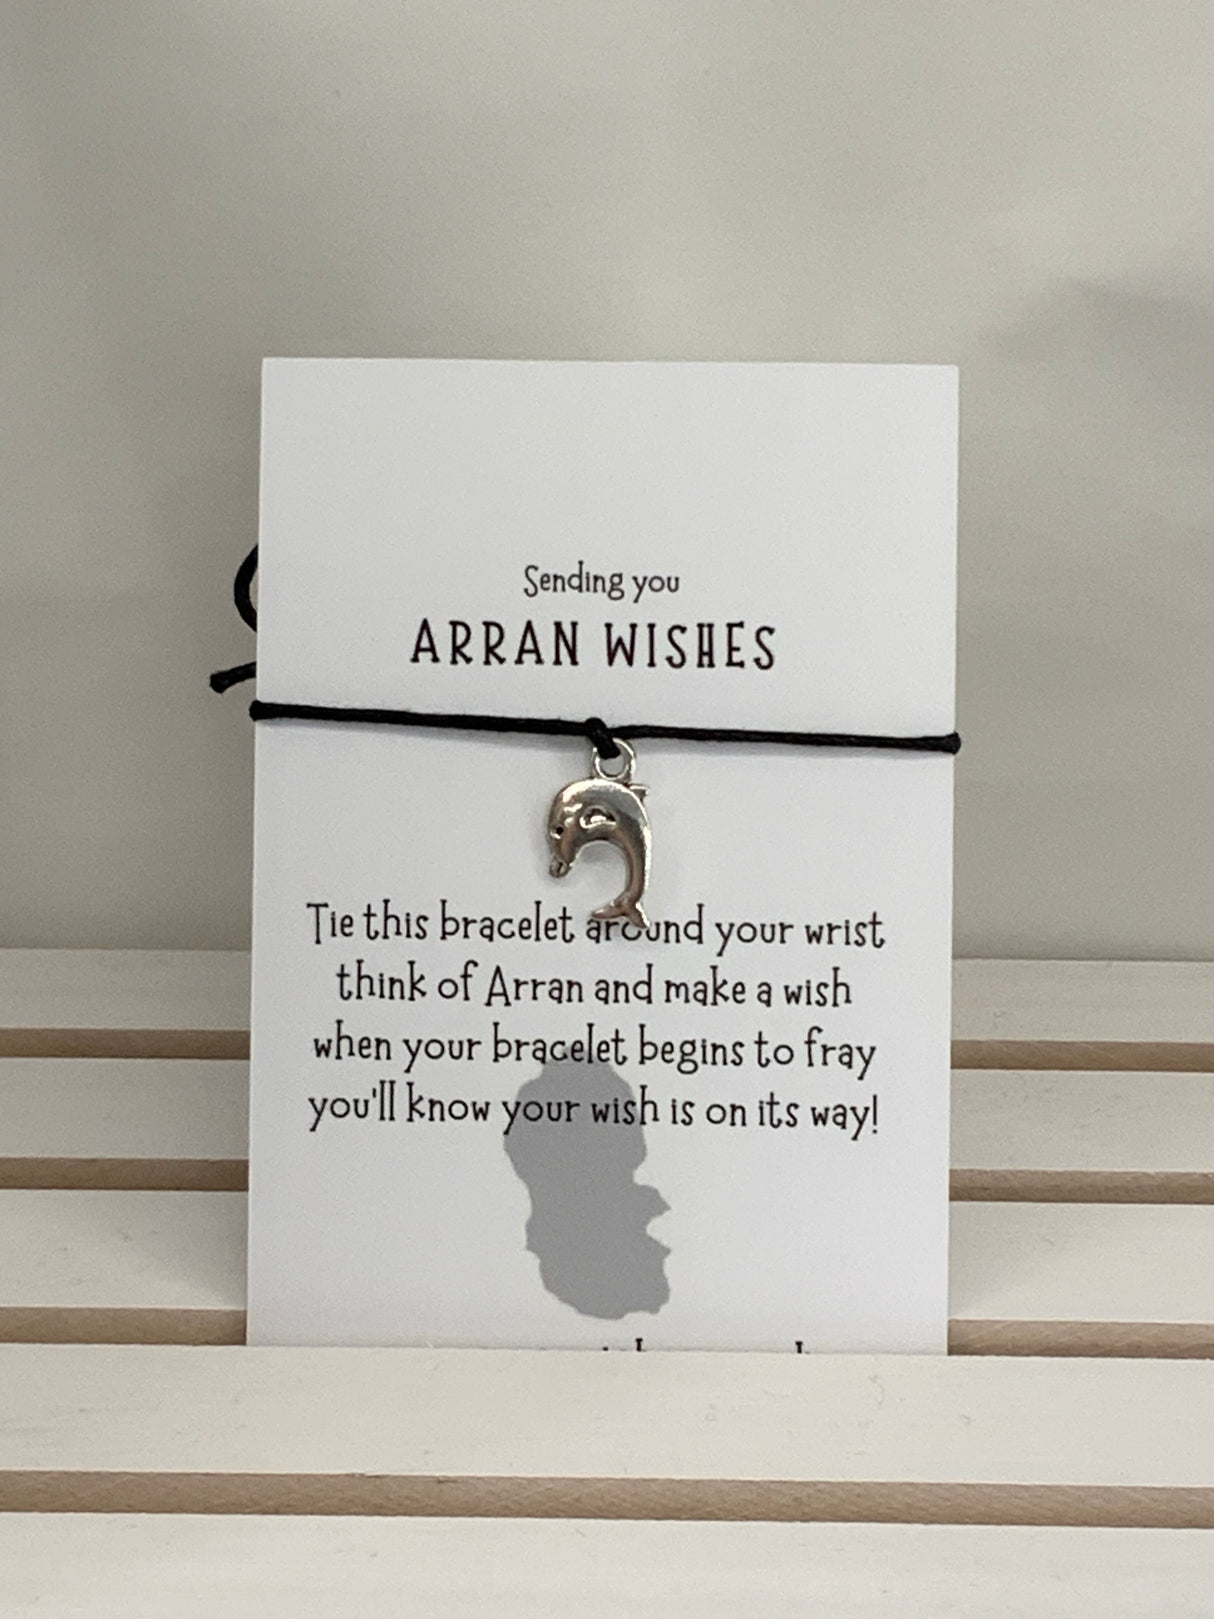 Sending you
ARRAN WISHES
Tie this bracelet around your wrist
think of Arran and make a wish
when your bracelet begins to fray
you'll know your wish is on its way!